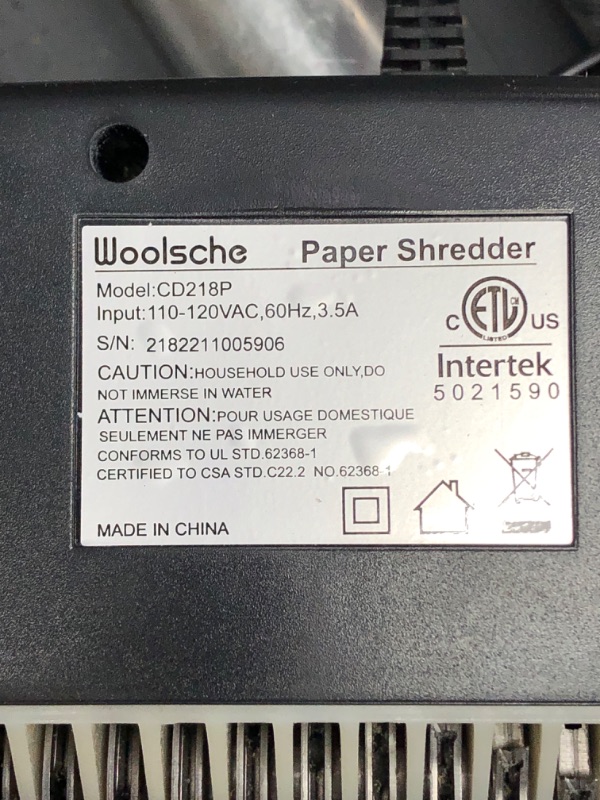 Woolsche Paper Shredder
Model:CD218P
Input:110-120VAC,60Hz,3.5A
S/N: 2182211005906
CAUTION:HOUSEHOLD USE ONLY,DO
NOT IMMERSE IN WATER
ATTENTION:POUR USAGE DOMESTIQUE
SEULEMENT NE PAS IMMERGER
CONFORMS TO UL STD.62368-1
CERTIFIED TO CSA STD.C22.2 NO.62368-1
MADE IN CHINA
C ETL CM US
LISTED
Intertek
5021590